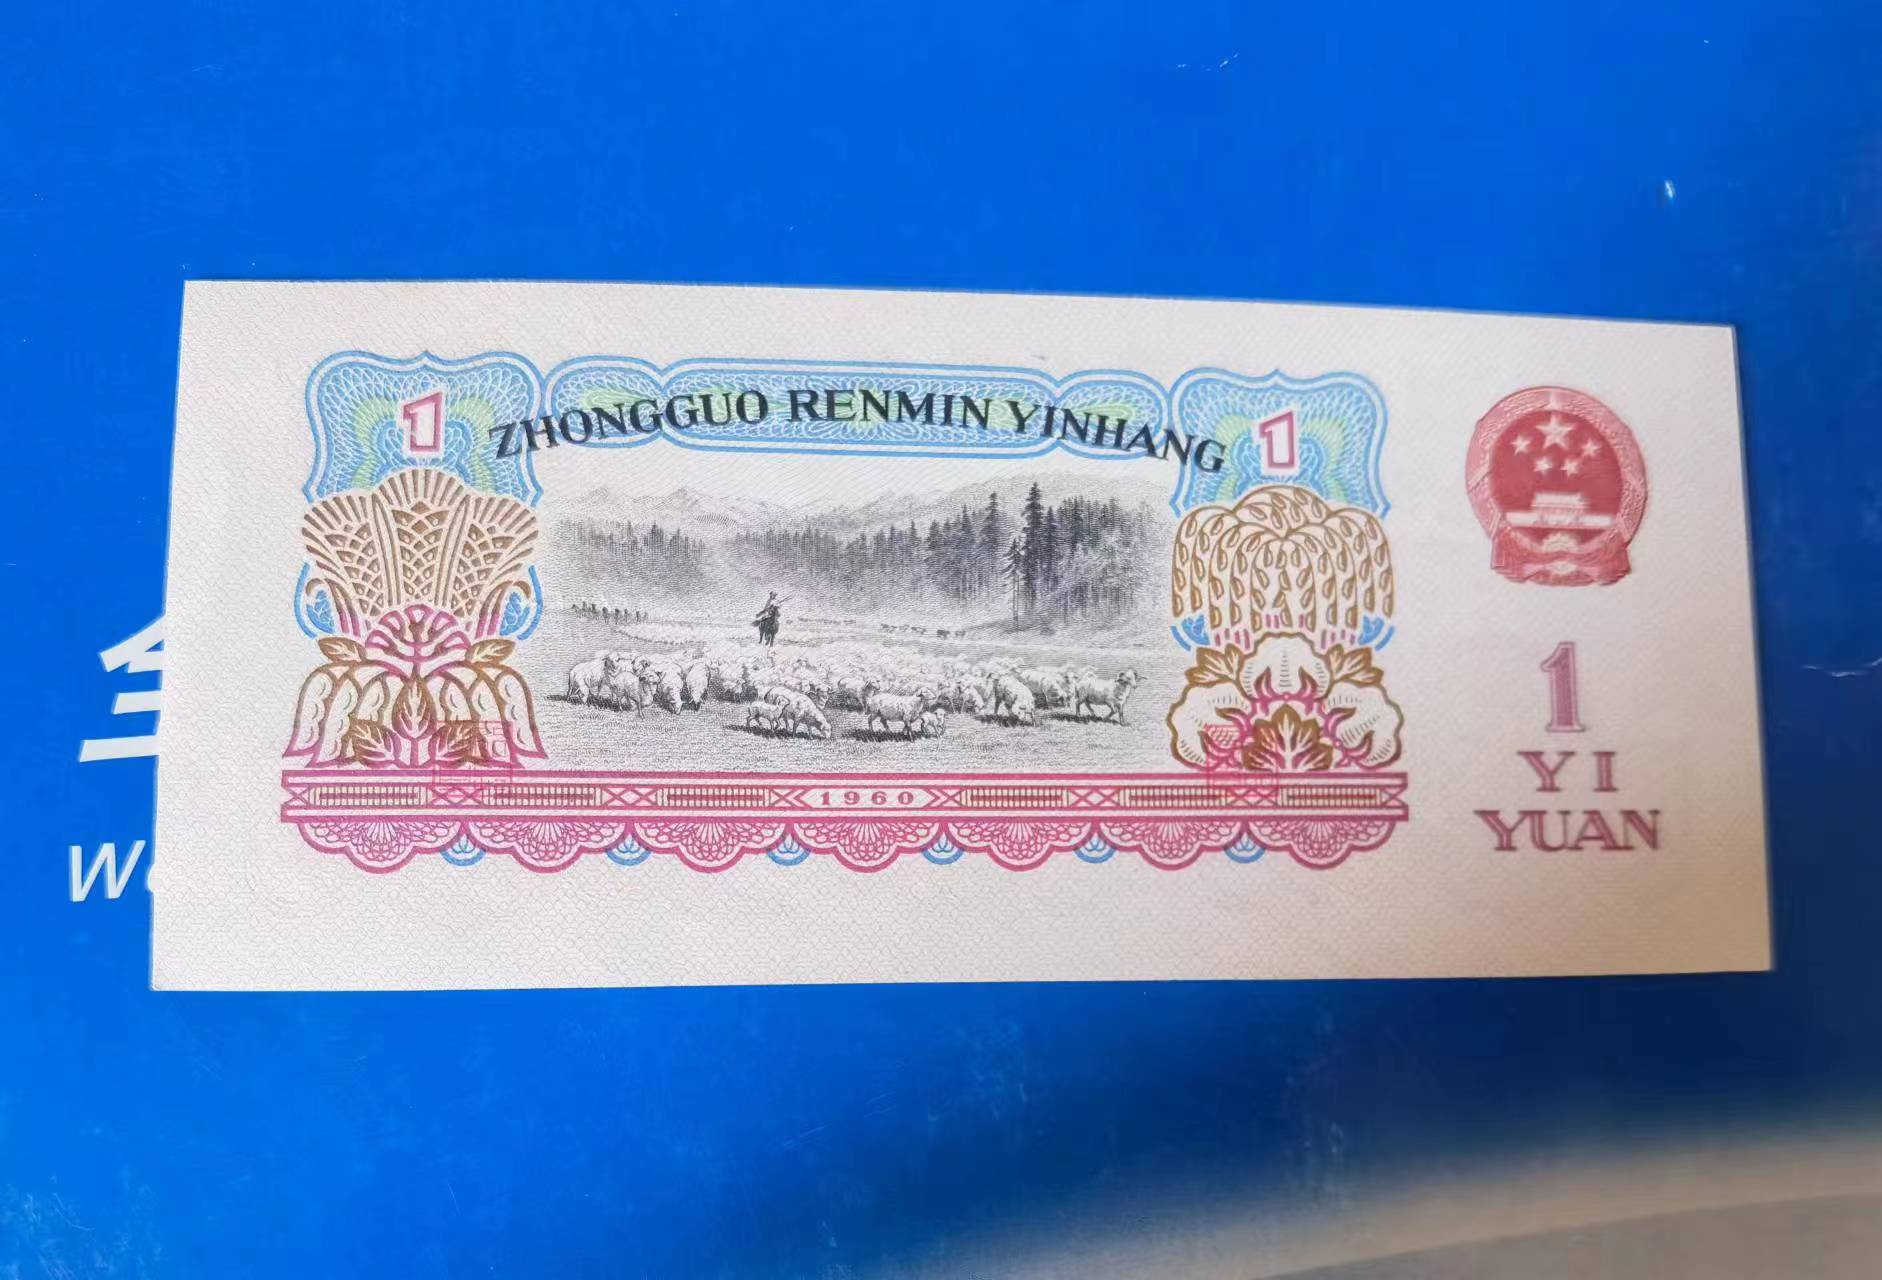 1
ZHONGGUO RENMIN YINHANG
1
1960
1
YI
YUAN